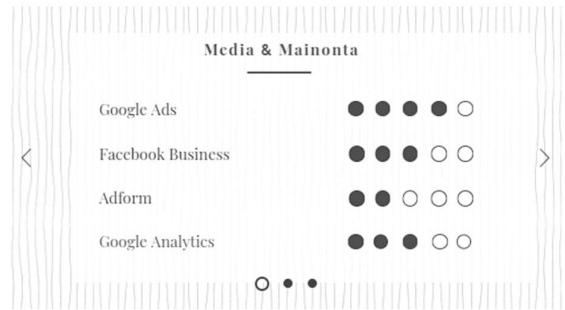 Media & Mainonta
Google Ads
Facebook Business
Adform
Google Analytics